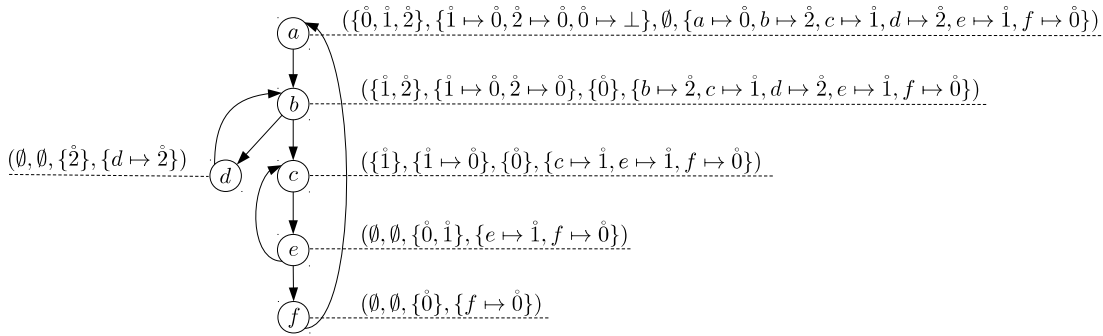 a ({0̊, 1̊, 2̊}, {1̊ ↦ 0̊, 2̊ ↦ 0̊, 0̊ ↦ ⊥}, ∅, {a ↦ 0̊, b ↦ 2̊, c ↦ 1̊, d ↦ 2̊, e ↦ 1̊, f ↦ 0̊})
b ({1̊, 2̊}, {1̊ ↦ 0̊, 2̊ ↦ 0̊}, {0̊}, {b ↦ 2̊, c ↦ 1̊, d ↦ 2̊, e ↦ 1̊, f ↦ 0̊})
(∅, ∅, {2̊}, {d ↦ 2̊}) d
c ({1̊}, {1̊ ↦ 0̊}, {0̊}, {c ↦ 1̊, e ↦ 1̊, f ↦ 0̊})
e (∅, ∅, {0̊, 1̊}, {e ↦ 1̊, f ↦ 0̊})
f (∅, ∅, {0̊}, {f ↦ 0̊})